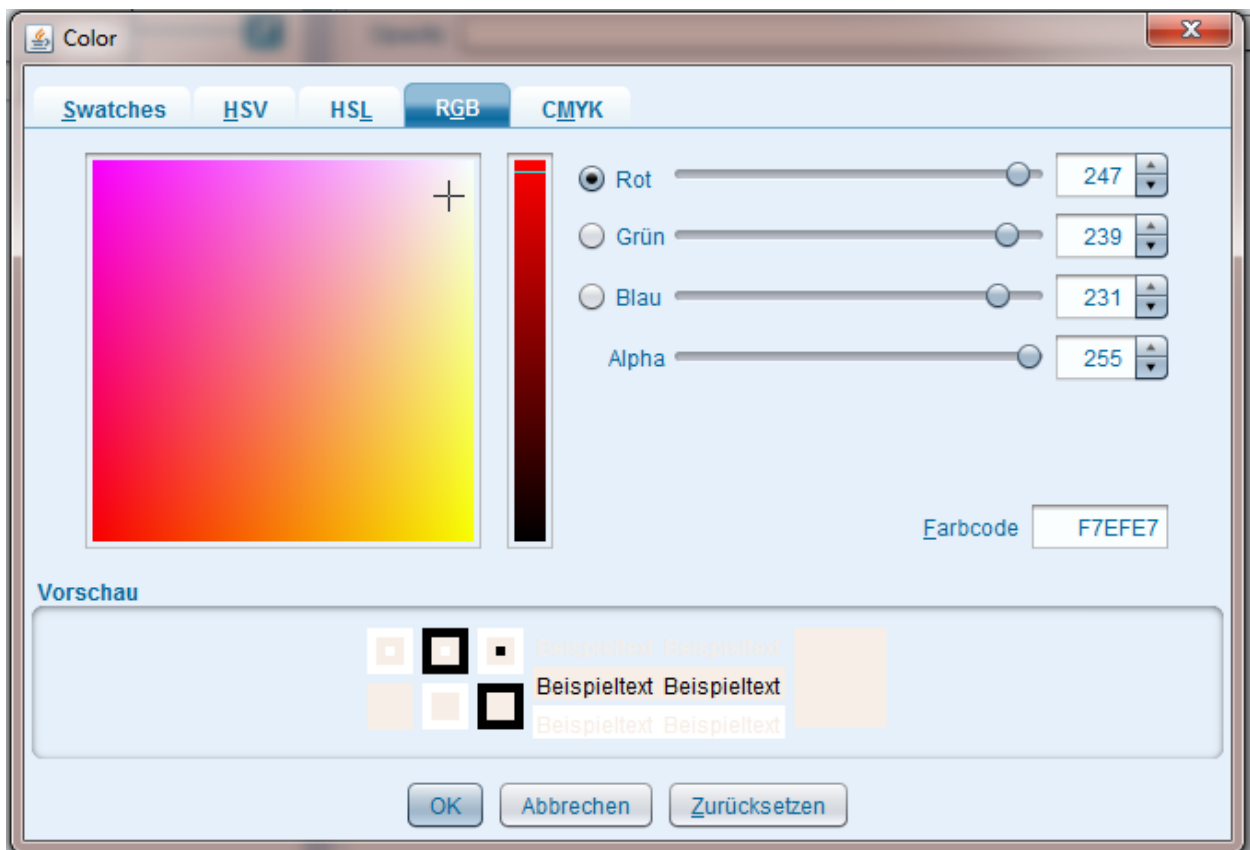 Color
Swatches HSV HSL RGB CMYK
Rot 247
Grün 239
Blau 231
Alpha 255
Farbcode F7EFE7
Vorschau
Beispieltext Beispieltext
Beispieltext Beispieltext
Beispieltext Beispieltext
OK Abbrechen Zurücksetzen